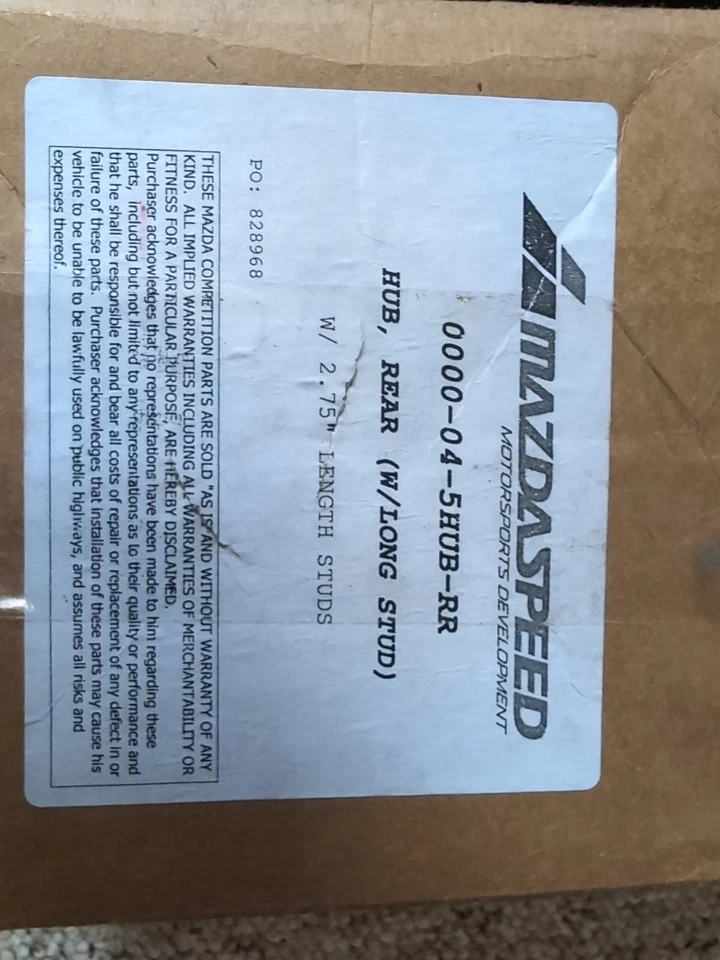 MAZDASPEED
MOTORSPORTS DEVELOPMENT
0000-04-5HUB-RR
HUB, REAR (W/LONG STUD)
W/ 2.75" LENGTH STUDS
PO: 828968
THESE MAZDA COMPETITION PARTS ARE SOLD "AS IS" AND WITHOUT WARRANTY OF ANY
KIND. ALL IMPLIED WARRANTIES INCLUDING ALL WARRANTIES OF MERCHANTABILITY OR
FITNESS FOR A PARTICULAR PURPOSE, ARE HEREBY DISCLAIMED.
Purchaser acknowledges that no representations have been made to him regarding these
parts, including but not limited to any representations as to their quality or performance and
that he shall be responsible for and bear all costs of repair or replacement of any defect in or
failure of these parts. Purchaser acknowledges that installation of these parts may cause his
vehicle to be unable to be lawfully used on public highways, and assumes all risks and
expenses thereof.